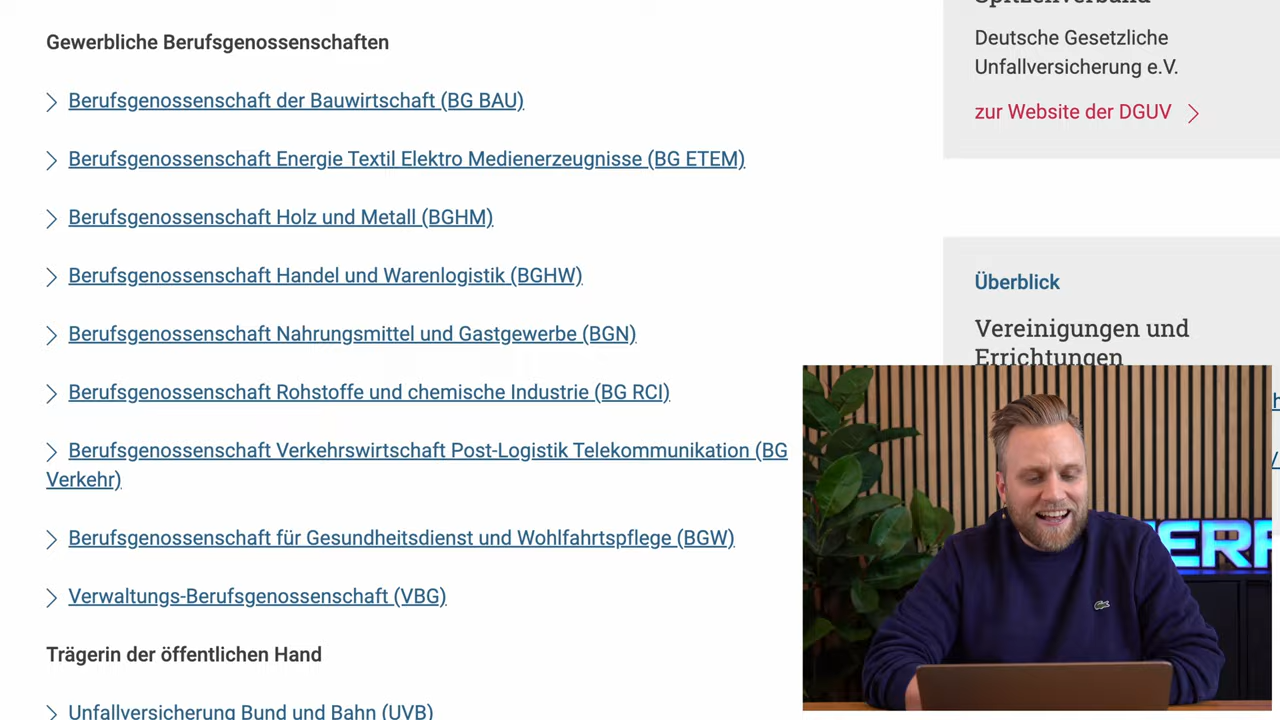 Gewerbliche Berufsgenossenschaften
Berufsgenossenschaft der Bauwirtschaft (BG BAU)
Berufsgenossenschaft Energie Textil Elektro Medienerzeugnisse (BG ETEM)
Berufsgenossenschaft Holz und Metall (BGHM)
Berufsgenossenschaft Handel und Warenlogistik (BGHW)
Berufsgenossenschaft Nahrungsmittel und Gastgewerbe (BGN)
Berufsgenossenschaft Rohstoffe und chemische Industrie (BG RCI)
Berufsgenossenschaft Verkehrswirtschaft Post-Logistik Telekommunikation (BG
Verkehr)
Berufsgenossenschaft für Gesundheitsdienst und Wohlfahrtspflege (BGW)
Verwaltungs-Berufsgenossenschaft (VBG)
Trägerin der öffentlichen Hand
Unfallversicherung Bund und Bahn (UVB)
Spitzenverband
Deutsche Gesetzliche
Unfallversicherung e.V.
zur Website der DGUV
Überblick
Vereinigungen und
Errichtungen